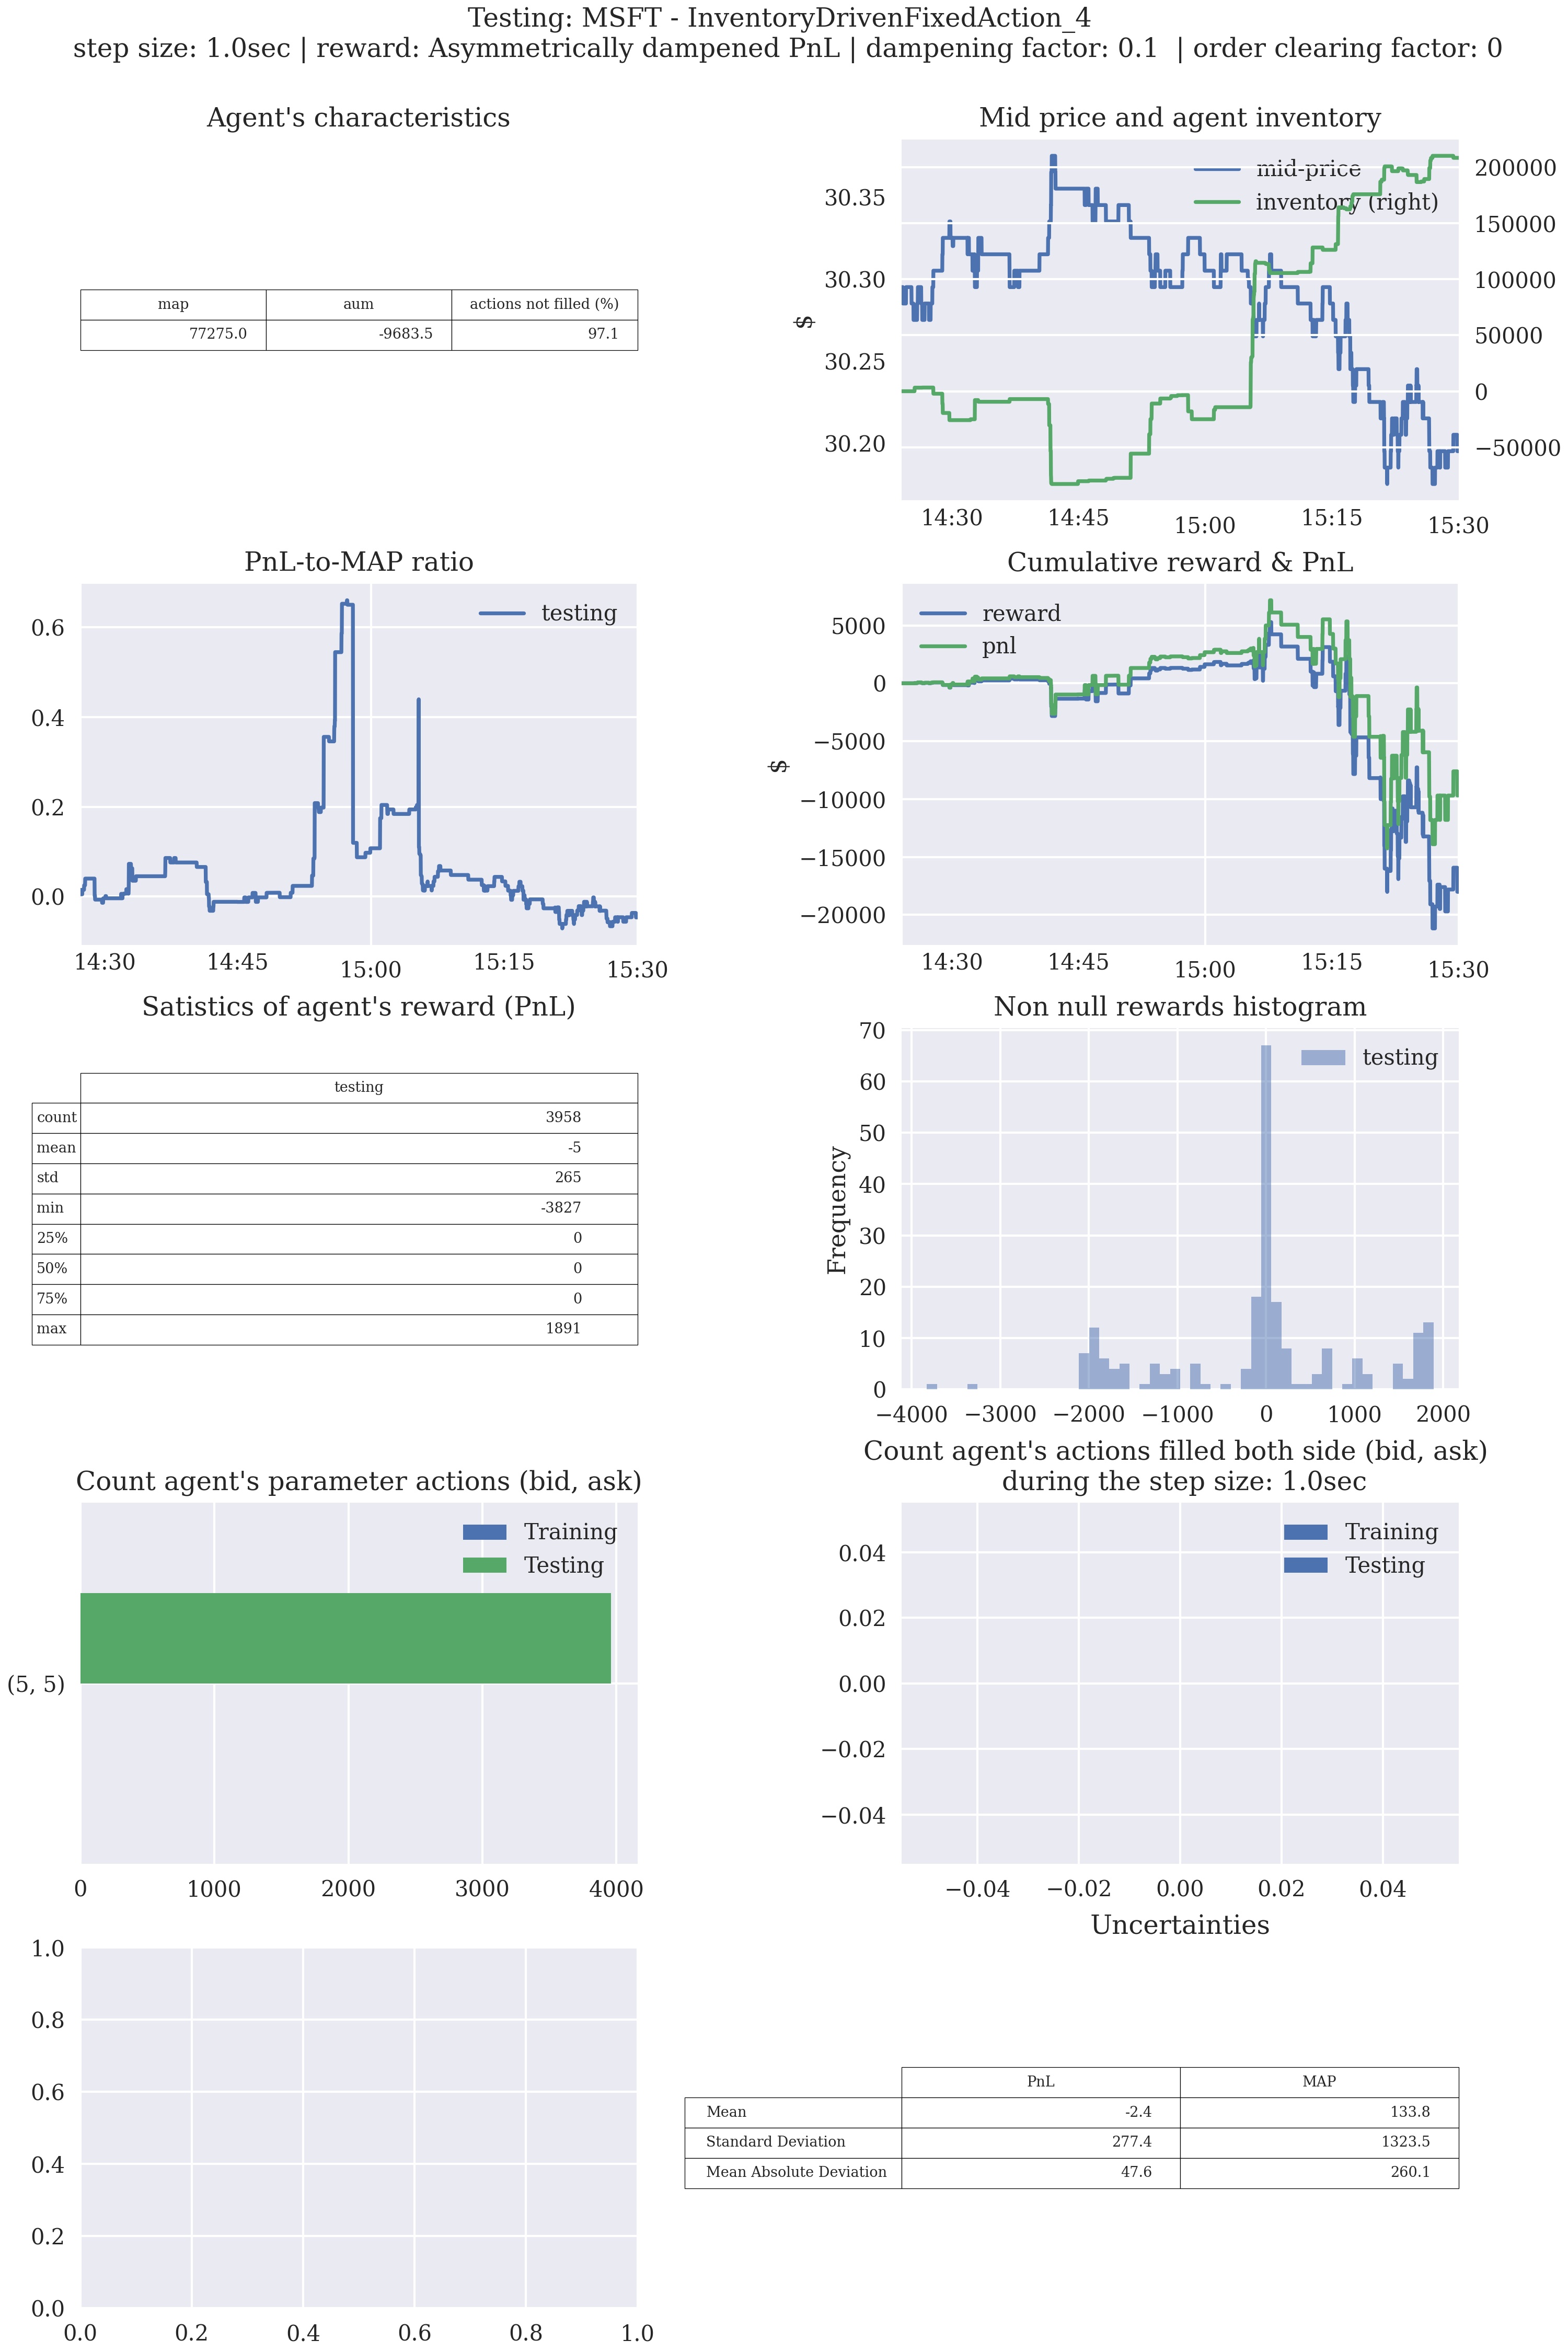 Testing: MSFT - InventoryDrivenFixedAction_4
step size: 1.0sec | reward: Asymmetrically dampened PnL | dampening factor: 0.1 | order clearing factor: 0
Agent's characteristics
map aum actions not filled (%)
77275.0 -9683.5 97.1
Mid price and agent inventory
mid-price
inventory (right)
$
30.35
30.30
30.25
30.20
200000
150000
100000
50000
0
−50000
14:30 14:45 15:00 15:15 15:30
PnL-to-MAP ratio
testing
0.6
0.4
0.2
0.0
14:30 14:45 15:00 15:15 15:30
Cumulative reward & PnL
reward
pnl
$
5000
0
−5000
−10000
−15000
−20000
14:30 14:45 15:00 15:15 15:30
Satistics of agent's reward (PnL)
testing
count 3958
mean -5
std 265
min -3827
25% 0
50% 0
75% 0
max 1891
Non null rewards histogram
testing
Frequency
70
60
50
40
30
20
10
0
−4000 −3000 −2000 −1000 0 1000 2000
Count agent's parameter actions (bid, ask)
Training
Testing
(5, 5)
0 1000 2000 3000 4000
Count agent's actions filled both side (bid, ask)
during the step size: 1.0sec
Training
Testing
0.04
0.02
0.00
−0.02
−0.04
−0.04 −0.02 0.00 0.02 0.04
1.0
0.8
0.6
0.4
0.2
0.0
0.0 0.2 0.4 0.6 0.8 1.0
Uncertainties
PnL MAP
Mean -2.4 133.8
Standard Deviation 277.4 1323.5
Mean Absolute Deviation 47.6 260.1